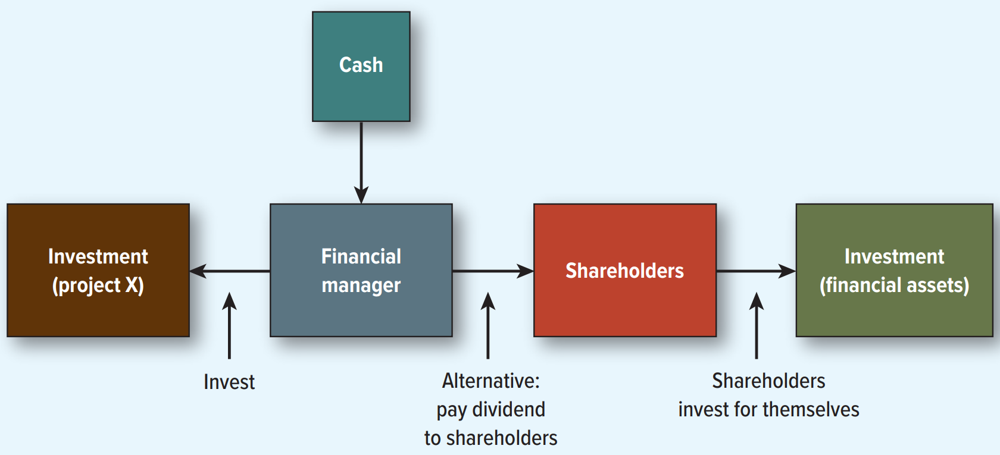 Cash
Investment
(project X)
Financial
manager
Shareholders
Investment
(financial assets)
Invest
Alternative:
pay dividend
to shareholders
Shareholders
invest for themselves